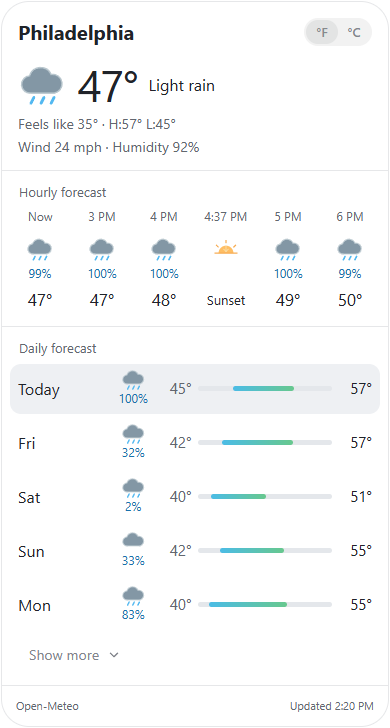 Philadelphia
°F °C
47° Light rain
Feels like 35° · H:57° L:45°
Wind 24 mph · Humidity 92%
Hourly forecast
Now 3 PM 4 PM 4:37 PM 5 PM 6 PM
99% 100% 100% 100% 99%
47° 47° 48° Sunset 49° 50°
Daily forecast
Today 100% 45° 57°
Fri 32% 42° 57°
Sat 2% 40° 51°
Sun 33% 42° 55°
Mon 83% 40° 55°
Show more
Open-Meteo Updated 2:20 PM